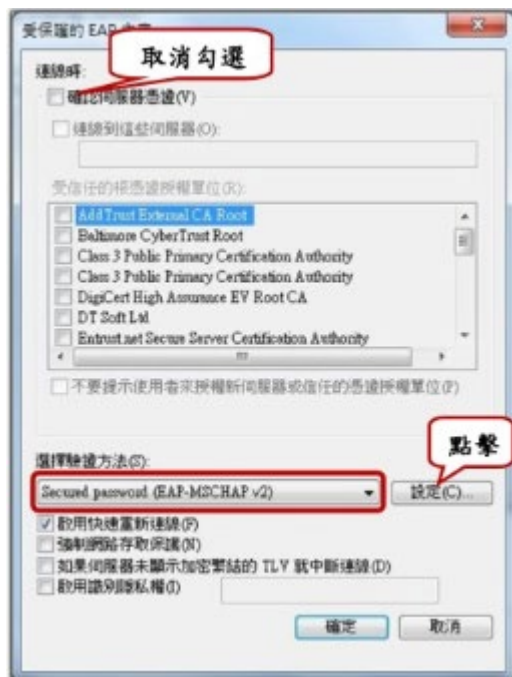 受保護的 EAP 內容
取消勾選
連線時:
確認伺服器憑證(V)
連線到這些伺服器(O):
受信任的根憑證授權單位(R):
AddTrust External CA Root
Baltimore CyberTrust Root
Class 3 Public Primary Certification Authority
Class 3 Public Primary Certification Authority
DigiCert High Assurance EV Root CA
DT Soft Ltd
Entrust.net Secure Server Certification Authority
不要提示使用者來授權新伺服器或信任的憑證授權單位(P)
點擊
選擇驗證方法(S):
Secured password (EAP-MSCHAP v2)
設定(C)...
啟用快速重新連線(F)
強制網路存取保護(N)
如果伺服器未顯示加密繫結的 TLV 就中斷連線(D)
啟用識別隱私權(I)
確定
取消